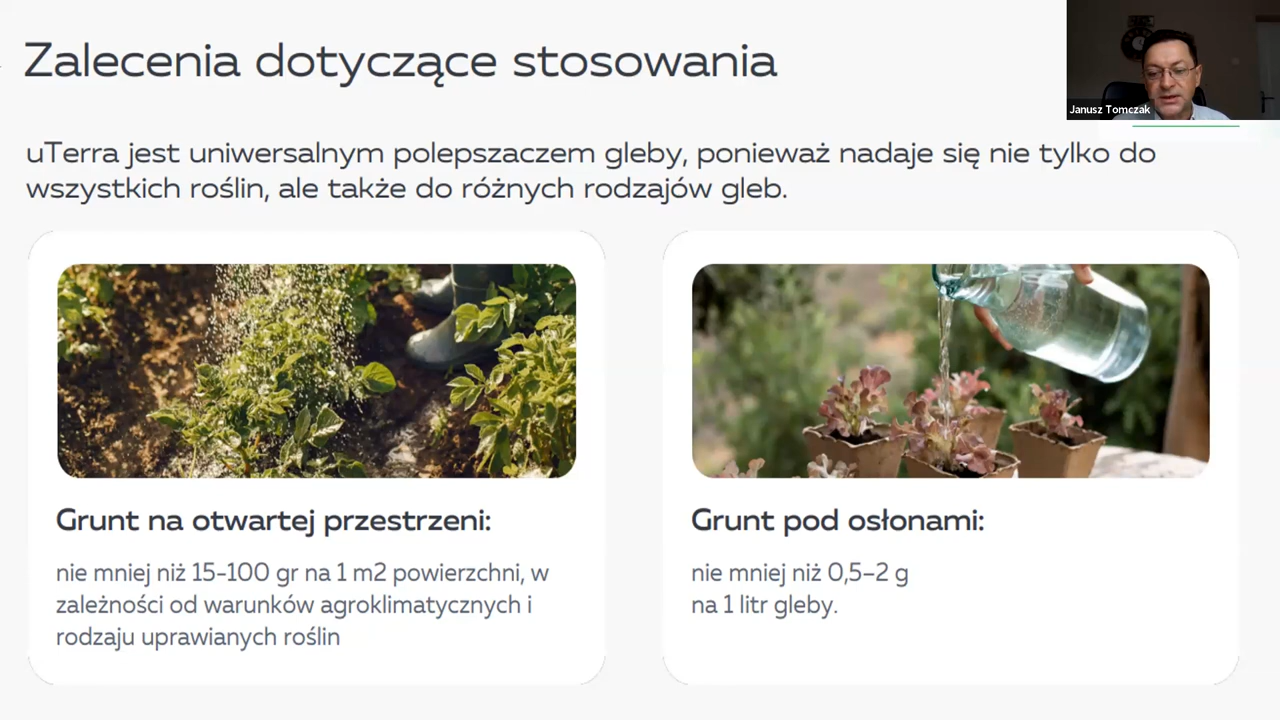 Zalecenia dotyczące stosowania
Janusz Tomczak
uTerra jest uniwersalnym polepszaczem gleby, ponieważ nadaje się nie tylko do
wszystkich roślin, ale także do różnych rodzajów gleb.
Grunt na otwartej przestrzeni:
nie mniej niż 15-100 gr na 1 m2 powierzchni, w
zależności od warunków agroklimatycznych i
rodzaju uprawianych roślin
Grunt pod osłonami:
nie mniej niż 0,5–2 g
na 1 litr gleby.